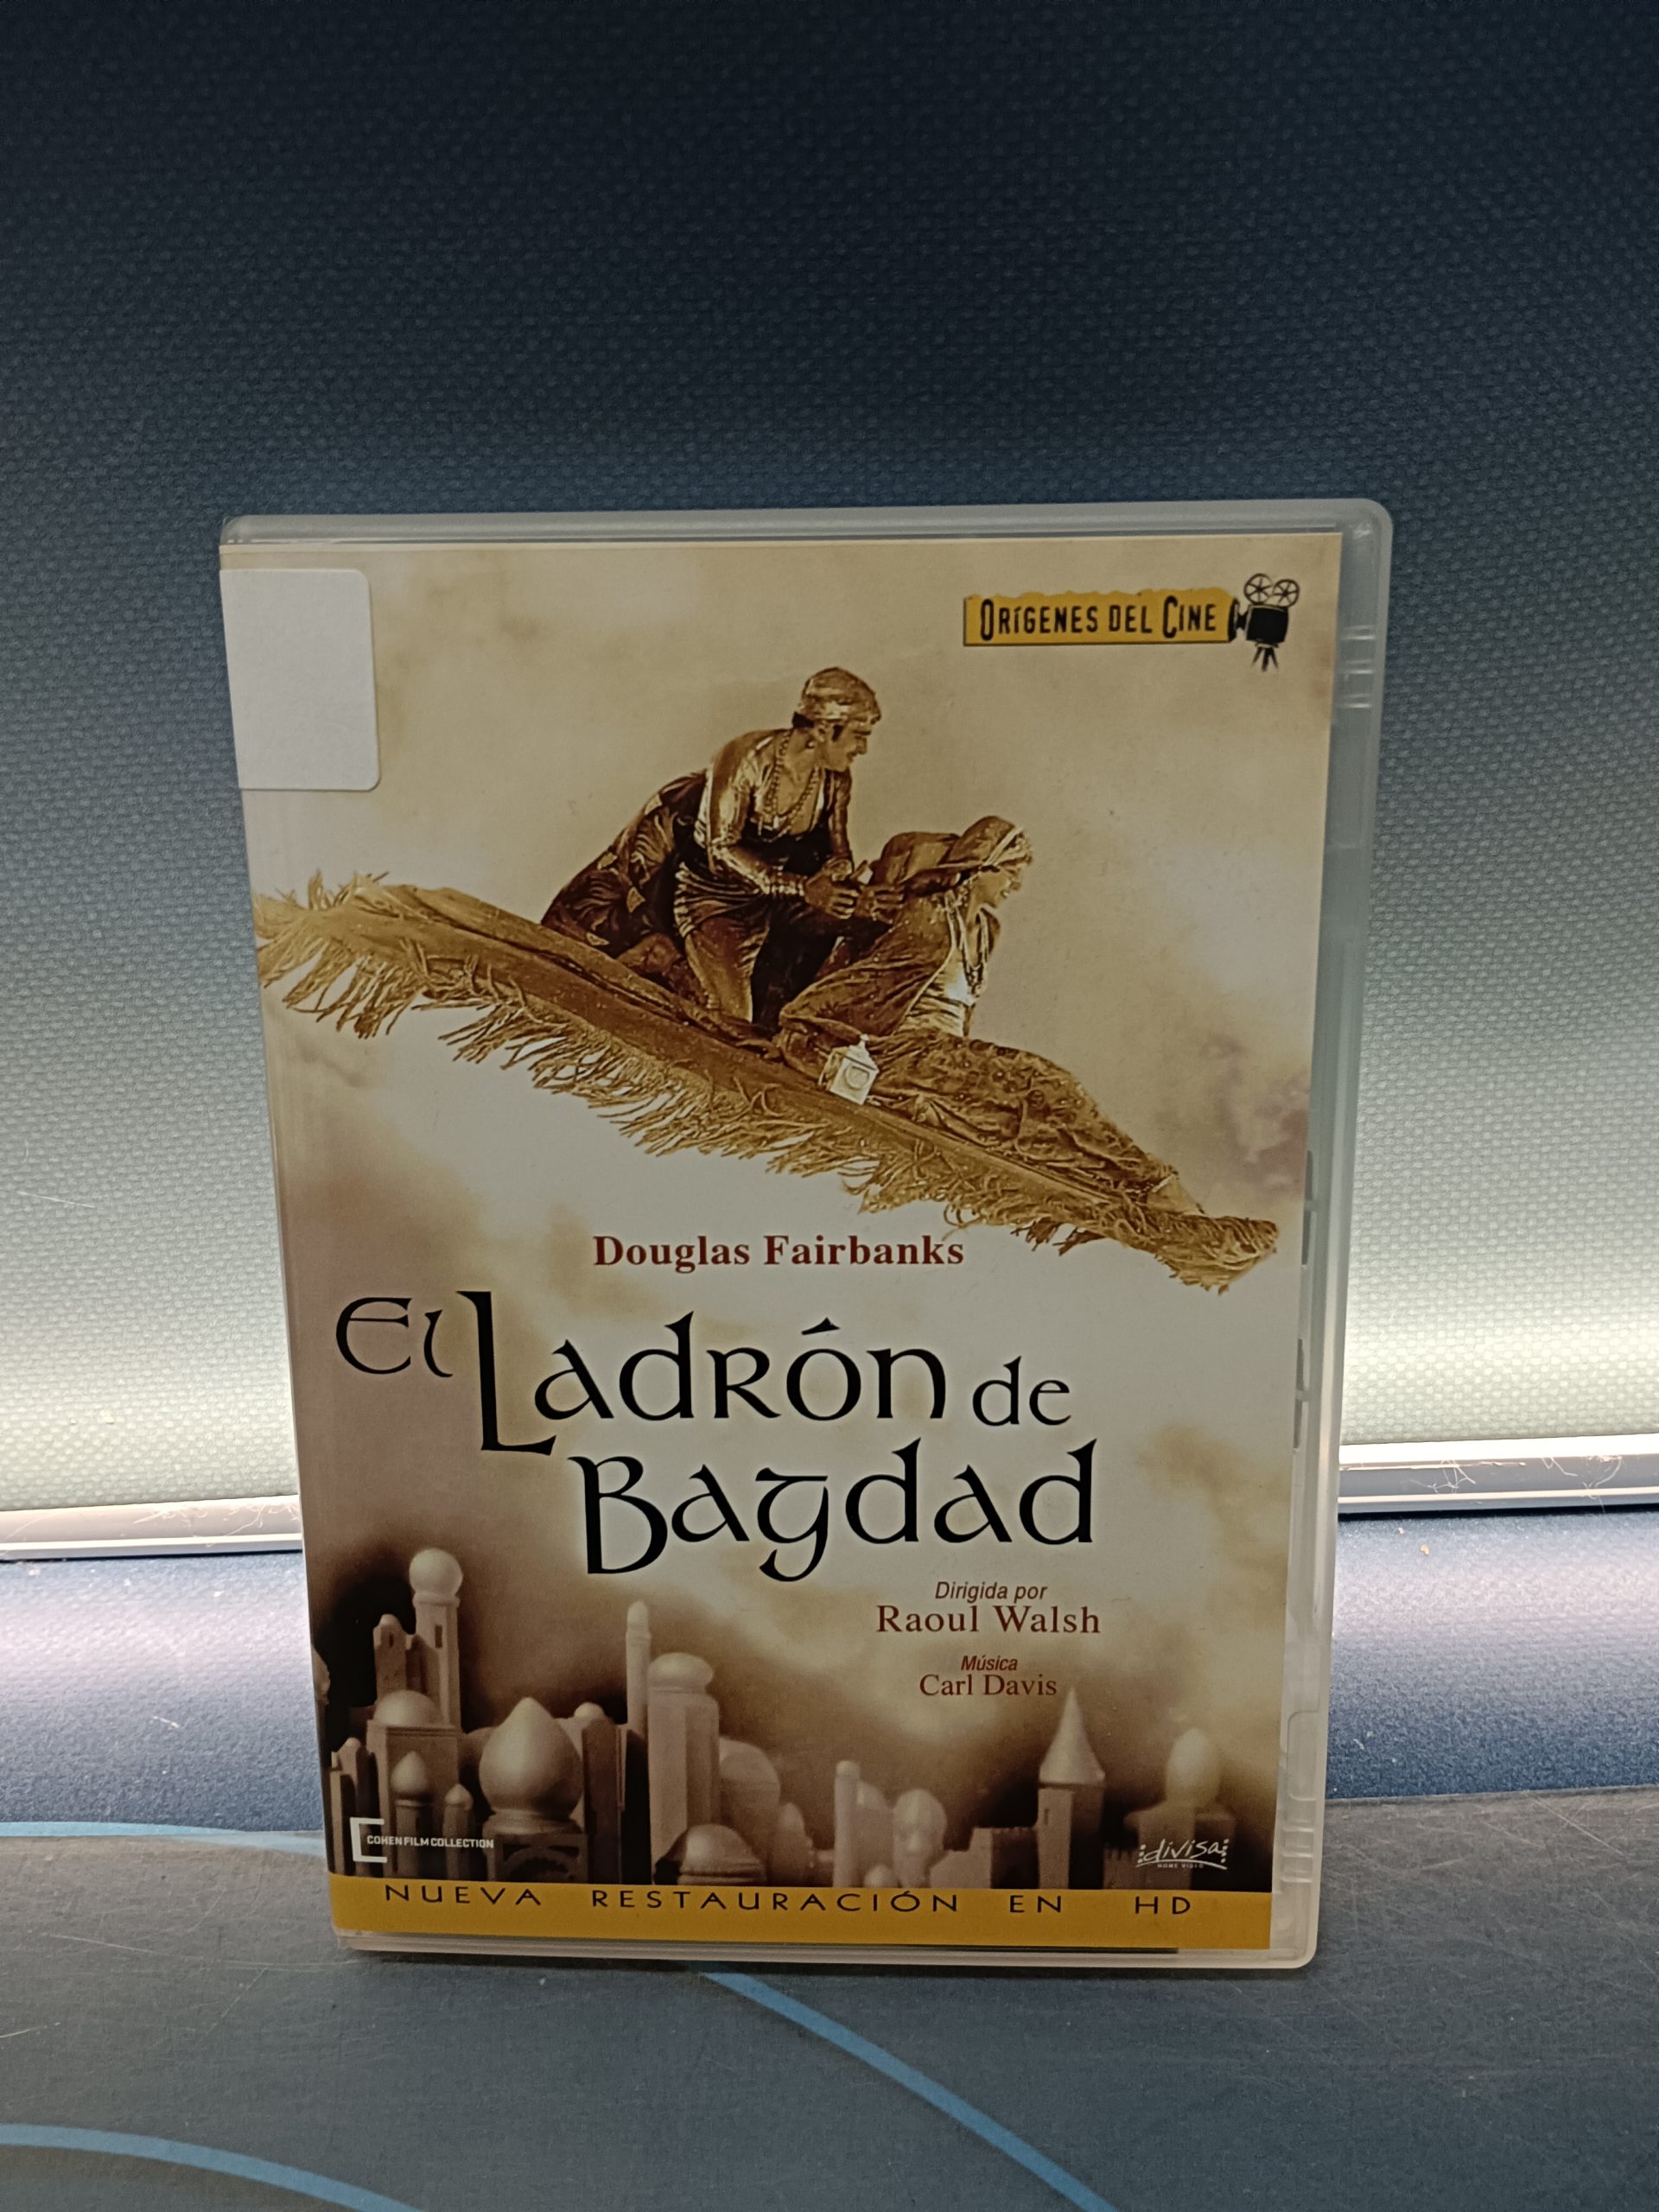 ORÍGENES DEL CINE
Douglas Fairbanks
El Ladrón de
Bagdad
Dirigida por
Raoul Walsh
Música
Carl Davis
COHEN FILM COLLECTION
divisa
HOME VIDEO
NUEVA RESTAURACIÓN EN HD